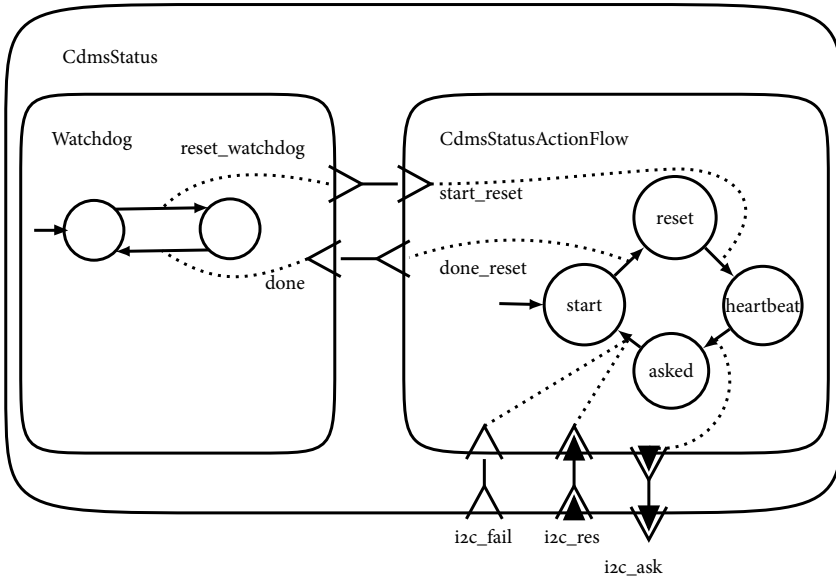 CdmsStatus
Watchdog
CdmsStatusActionFlow
reset_watchdog
start_reset
reset
done_reset
done
start
heartbeat
asked
i2c_fail
i2c_res
i2c_ask